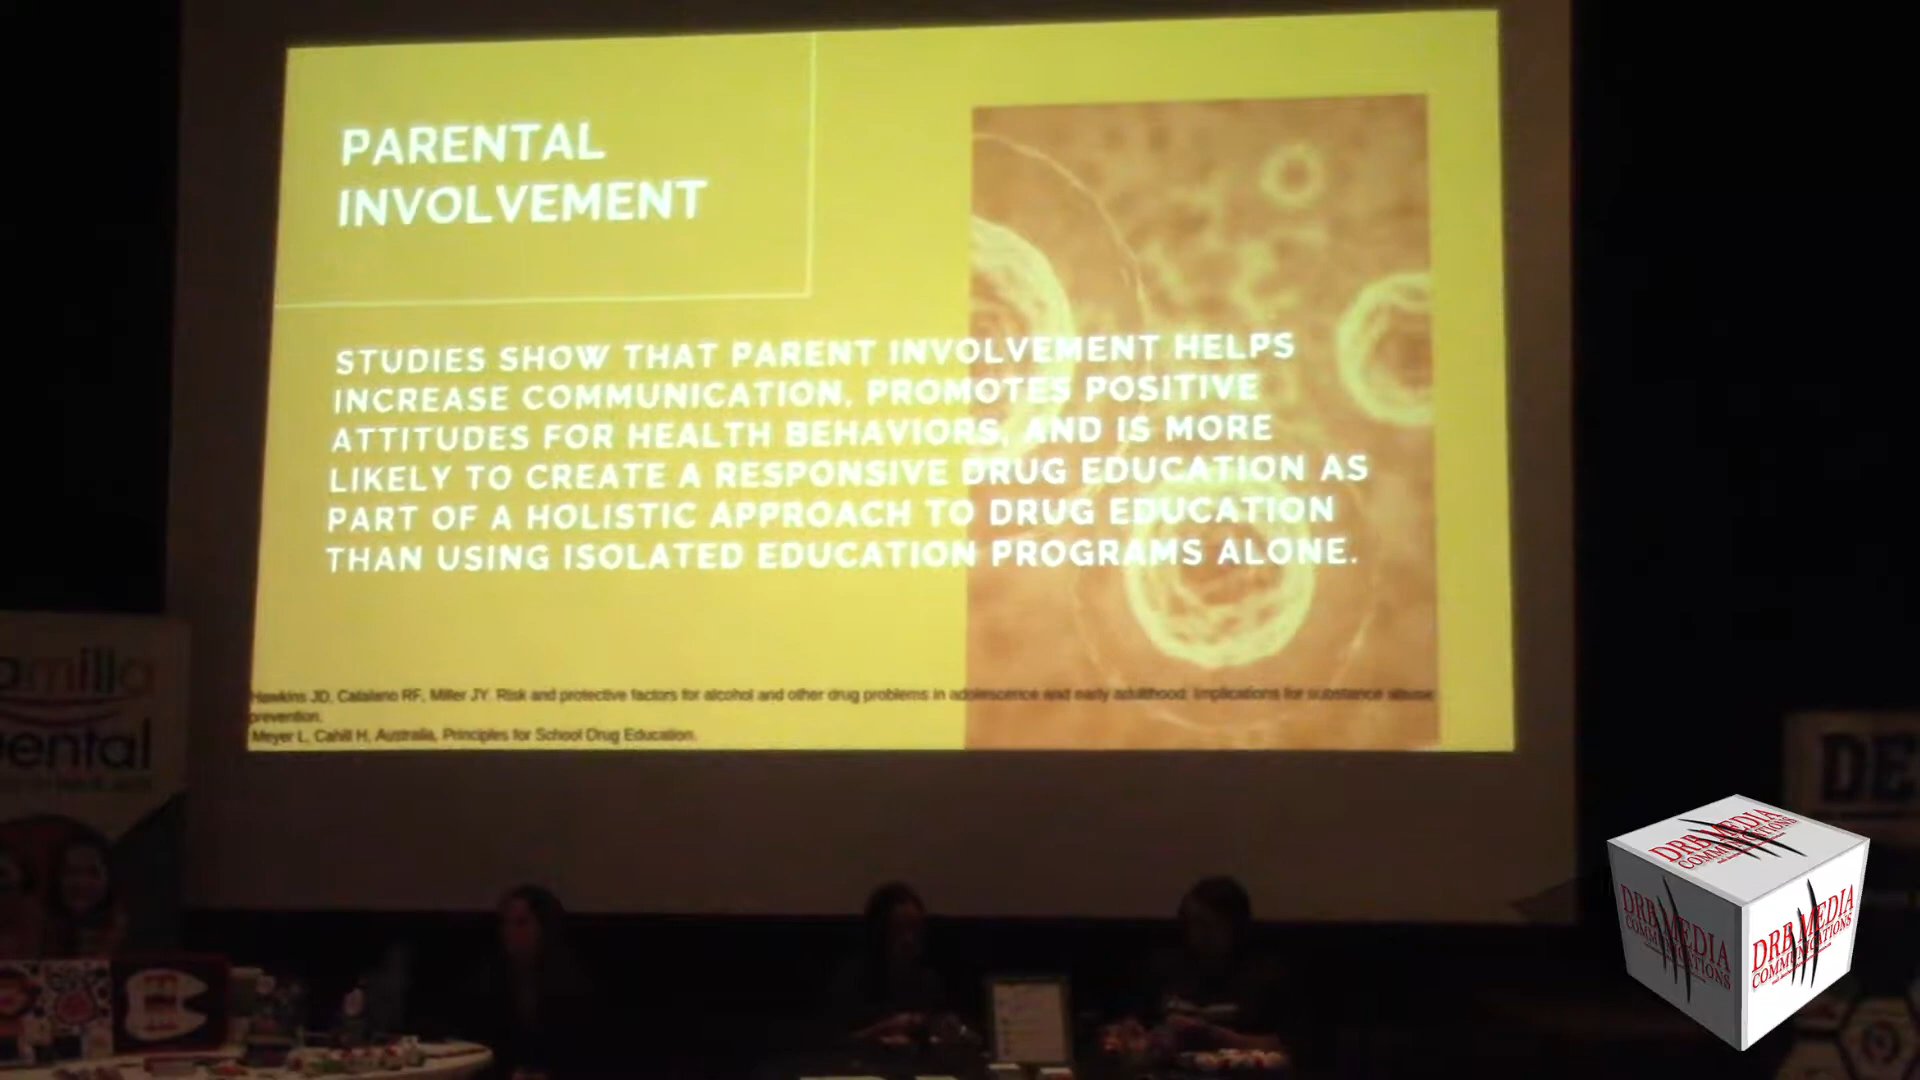 PARENTAL
INVOLVEMENT
STUDIES SHOW THAT PARENT INVOLVEMENT HELPS
INCREASE COMMUNICATION, PROMOTES POSITIVE
ATTITUDES FOR HEALTH BEHAVIORS, AND IS MORE
LIKELY TO CREATE A RESPONSIVE DRUG EDUCATION AS
PART OF A HOLISTIC APPROACH TO DRUG EDUCATION
THAN USING ISOLATED EDUCATION PROGRAMS ALONE.
Hawkins JD, Catalano RF, Miller JY. Risk and protective factors for alcohol and other drug problems in adolescence and early adulthood: Implications for substance abuse
prevention.
Meyer L, Cahill H, Australia, Principles for School Drug Education.
amilla
ental
DE
DRB MEDIA
COMMUNICATIONS
DRB MEDIA
COMMUNICATIONS
DRB MEDIA
COMMUNICATIONS